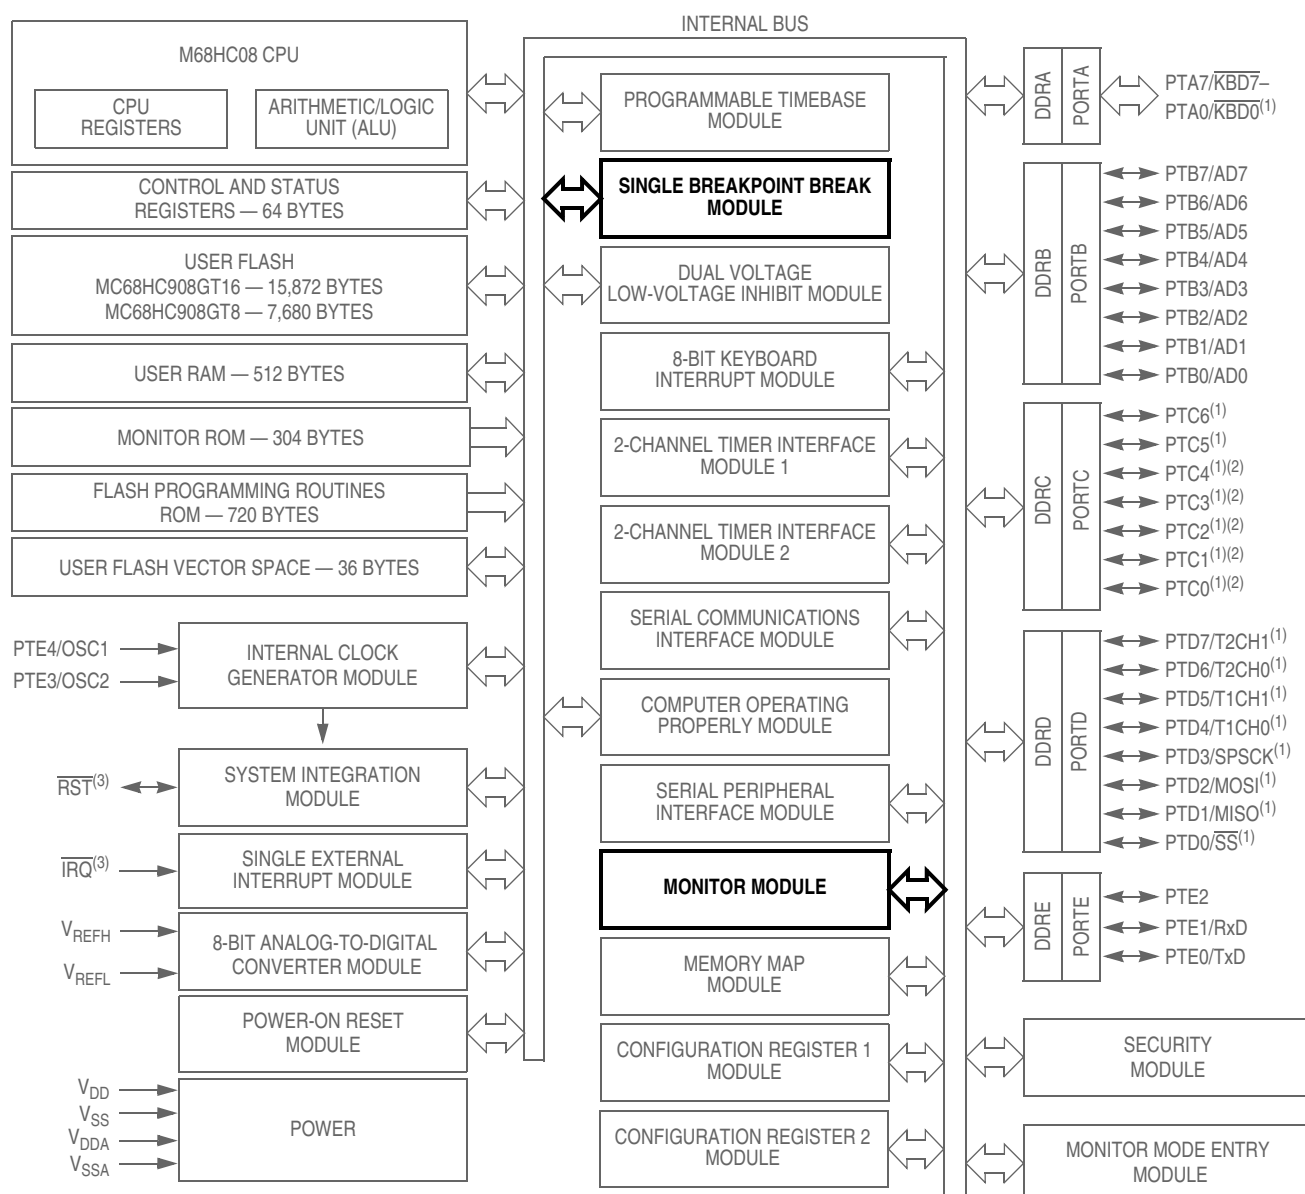 INTERNAL BUS
M68HC08 CPU
CPU
REGISTERS
ARITHMETIC/LOGIC
UNIT (ALU)
CONTROL AND STATUS
REGISTERS — 64 BYTES
USER FLASH
MC68HC908GT16 — 15,872 BYTES
MC68HC908GT8 — 7,680 BYTES
USER RAM — 512 BYTES
MONITOR ROM — 304 BYTES
FLASH PROGRAMMING ROUTINES
ROM — 720 BYTES
USER FLASH VECTOR SPACE — 36 BYTES
PTE4/OSC1
PTE3/OSC2
INTERNAL CLOCK
GENERATOR MODULE
RST(3)
SYSTEM INTEGRATION
MODULE
IRQ(3)
SINGLE EXTERNAL
INTERRUPT MODULE
VREFH
VREFL
8-BIT ANALOG-TO-DIGITAL
CONVERTER MODULE
POWER-ON RESET
MODULE
VDD
VSS
VDDA
VSSA
POWER
PROGRAMMABLE TIMEBASE
MODULE
SINGLE BREAKPOINT BREAK
MODULE
DUAL VOLTAGE
LOW-VOLTAGE INHIBIT MODULE
8-BIT KEYBOARD
INTERRUPT MODULE
2-CHANNEL TIMER INTERFACE
MODULE 1
2-CHANNEL TIMER INTERFACE
MODULE 2
SERIAL COMMUNICATIONS
INTERFACE MODULE
COMPUTER OPERATING
PROPERLY MODULE
SERIAL PERIPHERAL
INTERFACE MODULE
MONITOR MODULE
MEMORY MAP
MODULE
CONFIGURATION REGISTER 1
MODULE
CONFIGURATION REGISTER 2
MODULE
DDRA
PORTA
PTA7/KBD7–
PTA0/KBD0(1)
DDRB
PORTB
PTB7/AD7
PTB6/AD6
PTB5/AD5
PTB4/AD4
PTB3/AD3
PTB2/AD2
PTB1/AD1
PTB0/AD0
DDRC
PORTC
PTC6(1)
PTC5(1)
PTC4(1)(2)
PTC3(1)(2)
PTC2(1)(2)
PTC1(1)(2)
PTC0(1)(2)
DDRD
PORTD
PTD7/T2CH1(1)
PTD6/T2CH0(1)
PTD5/T1CH1(1)
PTD4/T1CH0(1)
PTD3/SPSCK(1)
PTD2/MOSI(1)
PTD1/MISO(1)
PTD0/SS(1)
DDRE
PORTE
PTE2
PTE1/RxD
PTE0/TxD
SECURITY
MODULE
MONITOR MODE ENTRY
MODULE